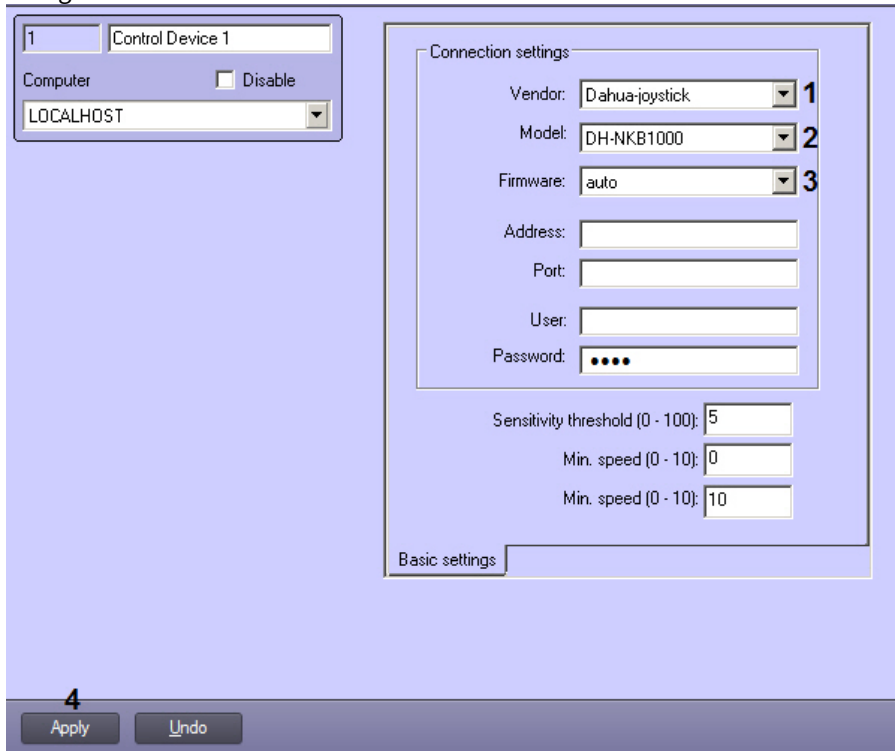 1 Control Device 1
Computer Disable
LOCALHOST
Connection settings
Vendor: Dahua-joystick 1
Model: DH-NKB1000 2
Firmware: auto 3
Address:
Port:
User:
Password: ••••
Sensitivity threshold (0 - 100): 5
Min. speed (0 - 10): 0
Min. speed (0 - 10): 10
Basic settings
4
Apply Undo